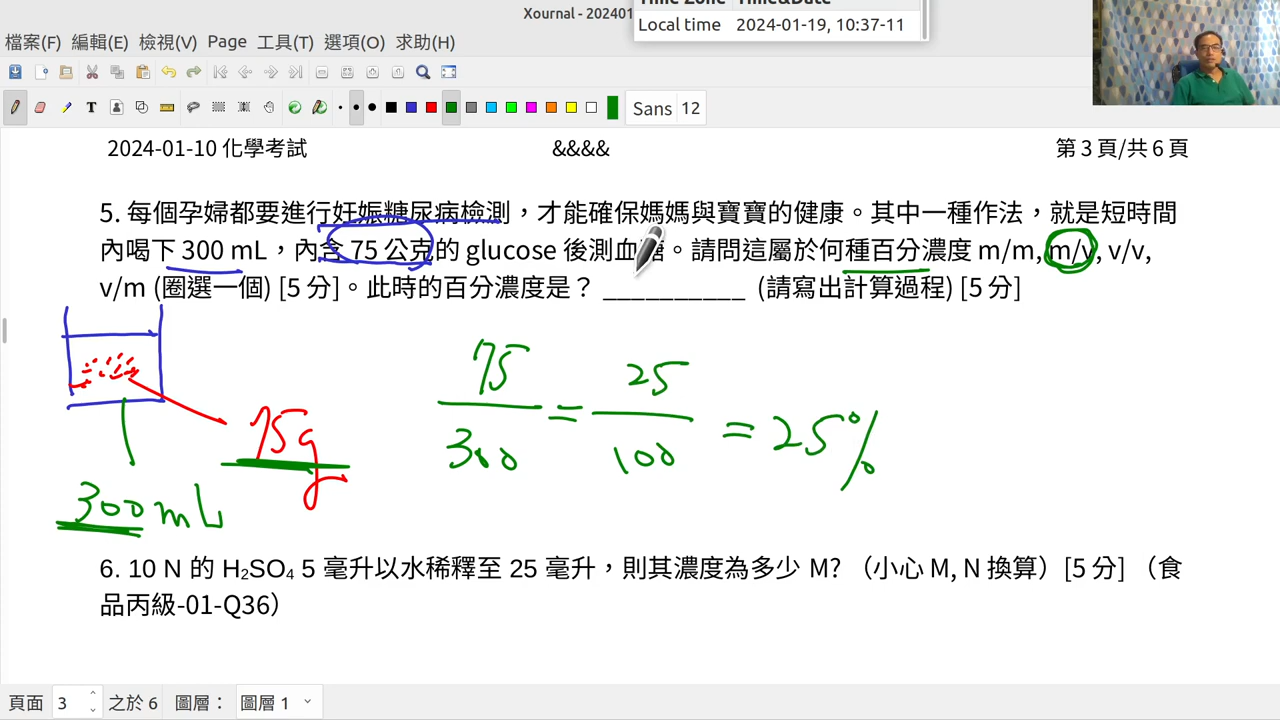 Xournal - 20240
Time Zone Time&Date
Local time 2024-01-19, 10:37-11
檔案(F) 編輯(E) 檢視(V) Page 工具(T) 選項(O) 求助(H)
T
Sans 12
2024-01-10 化學考試 &&&& 第 3 頁/共 6 頁
5. 每個孕婦都要進行妊娠糖尿病檢測，才能確保媽媽與寶寶的健康。其中一種作法，就是短時間
內喝下 300 mL，內含 75 公克的 glucose 後測血糖。請問這屬於何種百分濃度 m/m, m/v, v/v,
v/m (圈選一個) [5 分]。此時的百分濃度是？ __________ (請寫出計算過程) [5 分]
75/300 = 25/100 = 25%
75g
300mL
6. 10 N 的 H₂SO₄ 5 毫升以水稀釋至 25 毫升，則其濃度為多少 M? （小心 M, N 換算）[5 分] （食
品丙級-01-Q36）
頁面 3 之於 6 圖層： 圖層 1